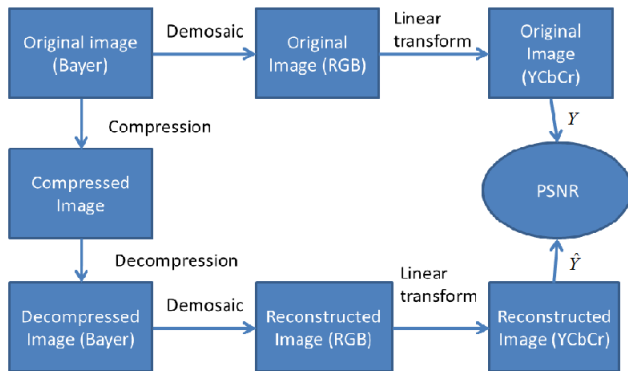 Original image
(Bayer)
Demosaic
Original
Image (RGB)
Linear
transform
Original
Image
(YCbCr)
Compression
Y
Compressed
Image
PSNR
Decompression
Ŷ
Decompressed
Image (Bayer)
Demosaic
Reconstructed
Image (RGB)
Linear
transform
Reconstructed
Image (YCbCr)